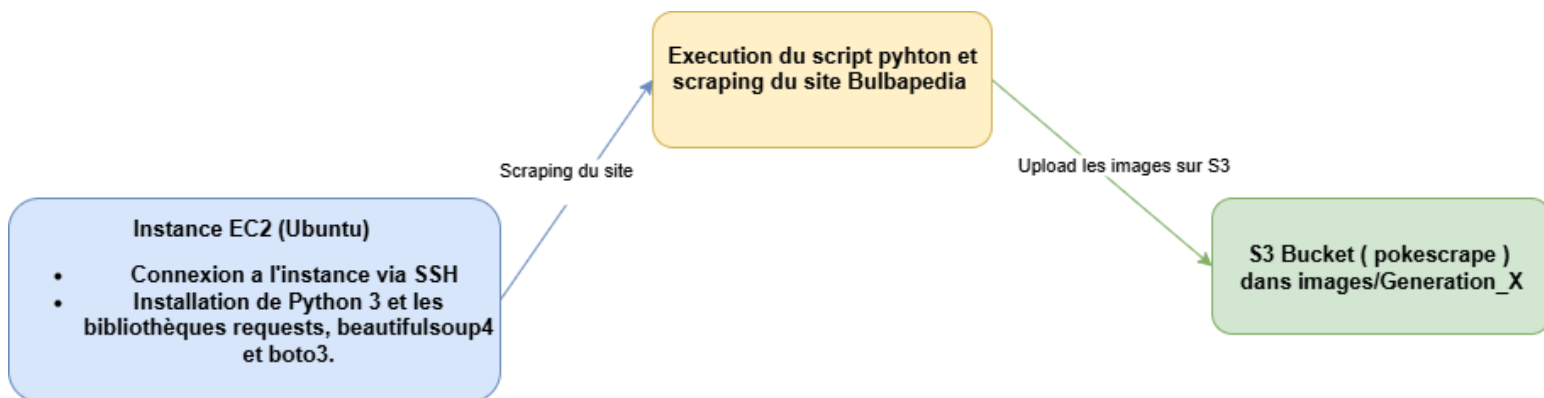 Execution du script pyhton et
scraping du site Bulbapedia
Scraping du site
Upload les images sur S3
Instance EC2 (Ubuntu)
• Connexion a l'instance via SSH
• Installation de Python 3 et les
bibliothèques requests, beautifulsoup4
et boto3.
S3 Bucket ( pokescrape )
dans images/Generation_X